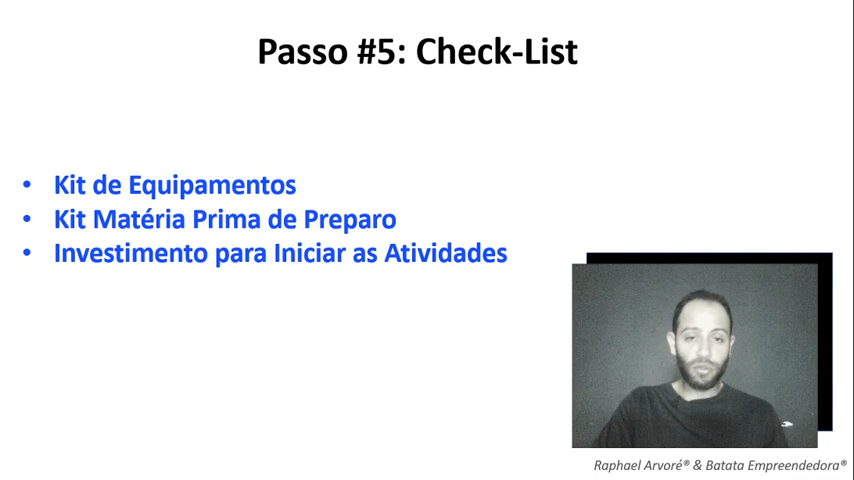 Passo #5: Check-List
• Kit de Equipamentos
• Kit Matéria Prima de Preparo
• Investimento para Iniciar as Atividades
Raphael Arvoré® & Batata Empreendedora®